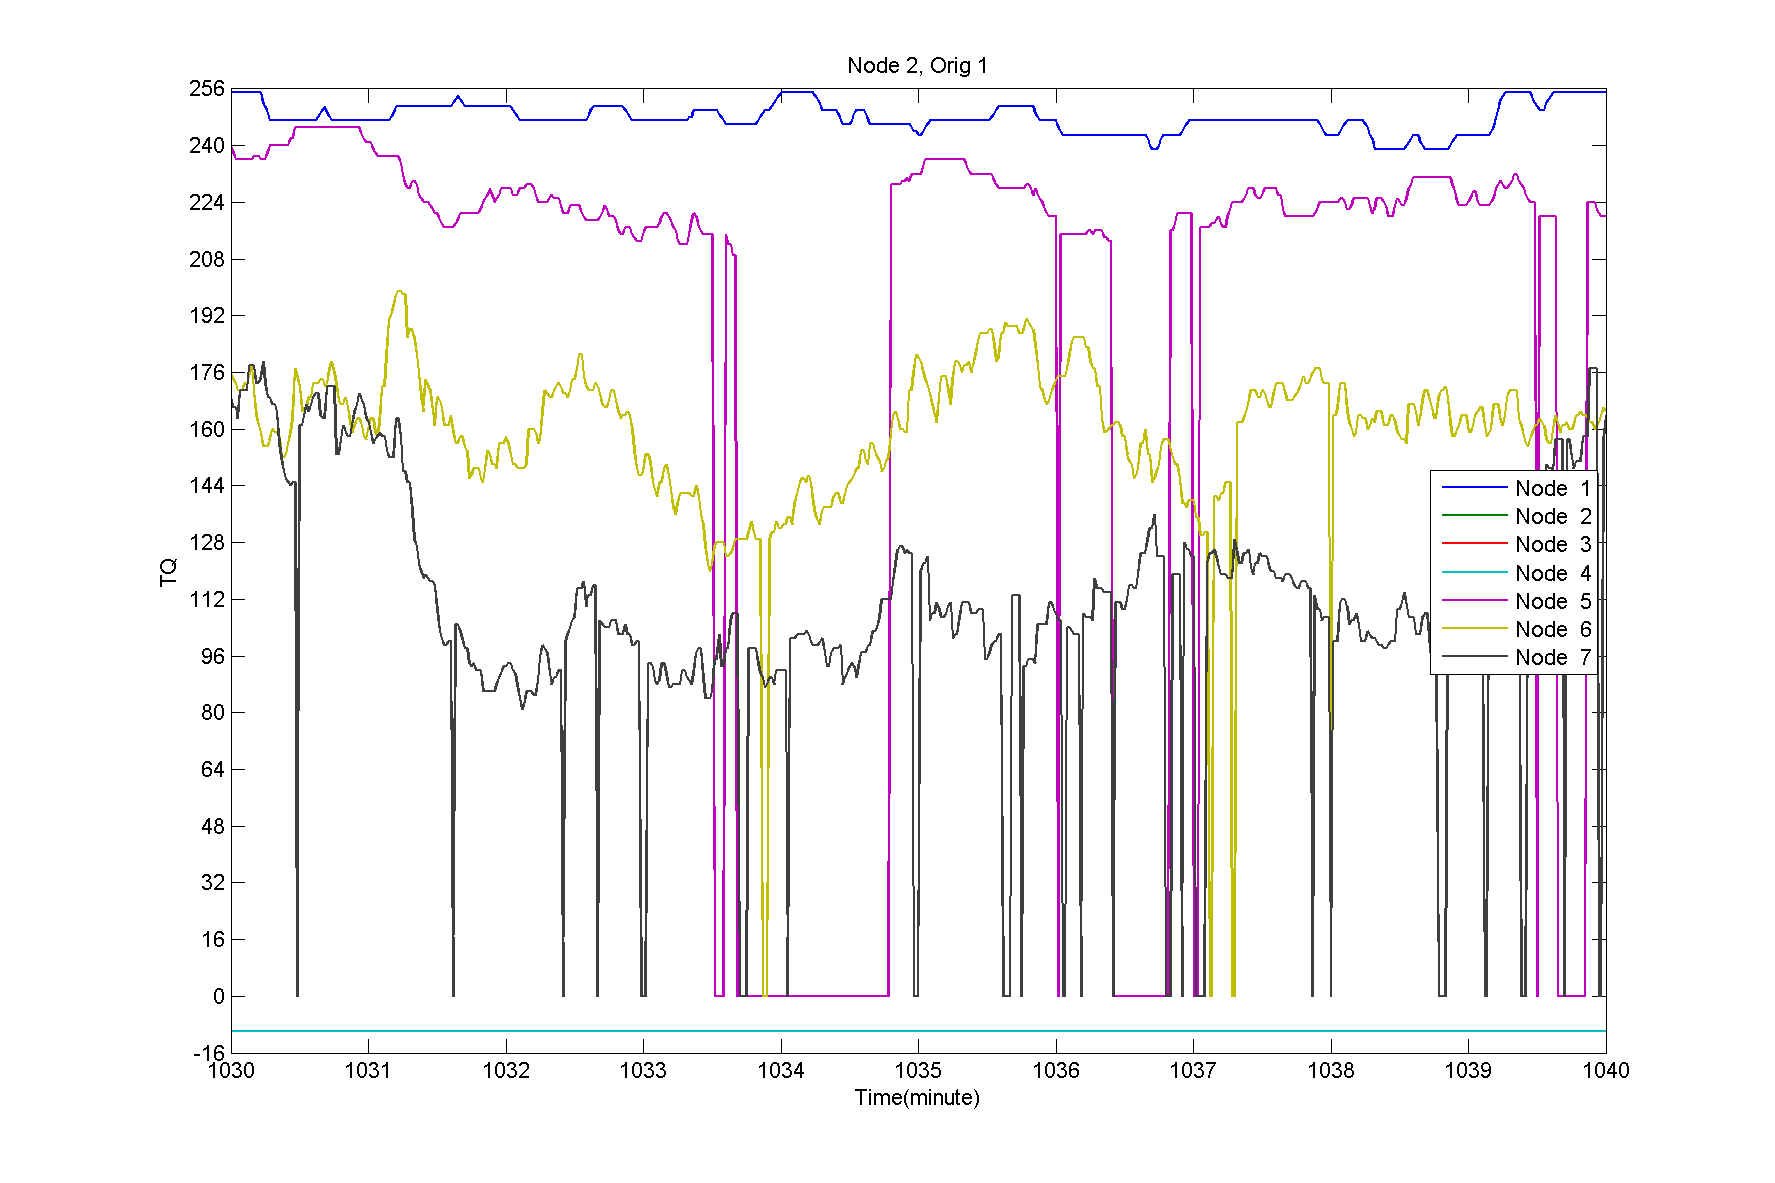 Node 2, Orig 1
256
240
224
208
192
176
160
144
128
112
96
80
64
48
32
16
0
-16
TQ
Node 1
Node 2
Node 3
Node 4
Node 5
Node 6
Node 7
1030 1031 1032 1033 1034 1035 1036 1037 1038 1039 1040
Time(minute)